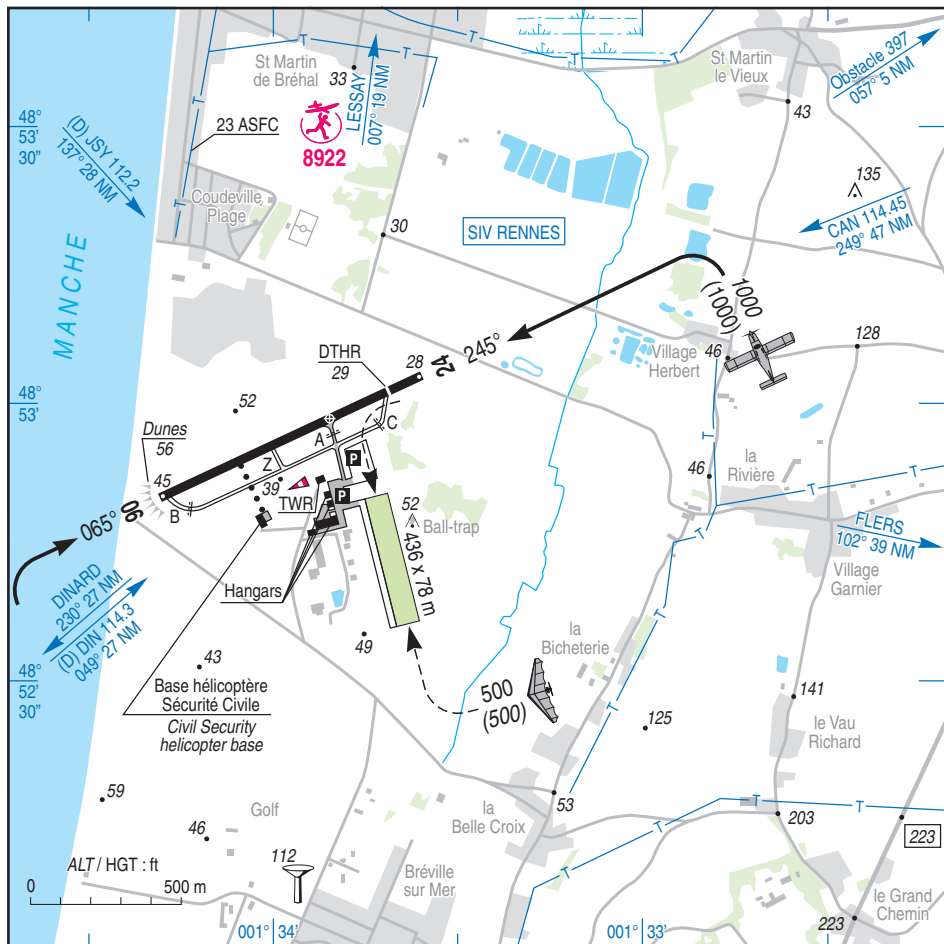 St Martin
de Bréhal
33
LESSAY
007° 19 NM
St Martin
le Vieux
Obstacle 397
057° 5 NM
43
48°
53'
30"
(D) JSY 112.2
137° 28 NM
23 ASFC
8922
135
CAN 114.45
249° 47 NM
Coudeville
Plage
30
SIV RENNES
MANCHE
1000
(1000)
DTHR
29
28
24
245°
46
Village
Herbert
128
48°
53'
52
Dunes
56
45
A
C
P
Z
39
P
TWR
B
06
065°
52
Ball-trap
46
la
Rivière
FLERS
102° 39 NM
436 x 78 m
Hangars
Village
Garnier
DINARD
230° 27 NM
(D) DIN 114.3
049° 27 NM
49
la
Bicheterie
48°
52'
30"
43
Base hélicoptère
Sécurité Civile
Civil Security
helicopter base
500
(500)
141
125
le Vau
Richard
59
Golf
46
la
Belle Croix
53
203
223
ALT / HGT : ft
0
500 m
112
Bréville
sur Mer
le Grand
Chemin
223
001° 34'
001° 33'
T
T
T
T
T
T
T
T
T
T
T
T
T
T